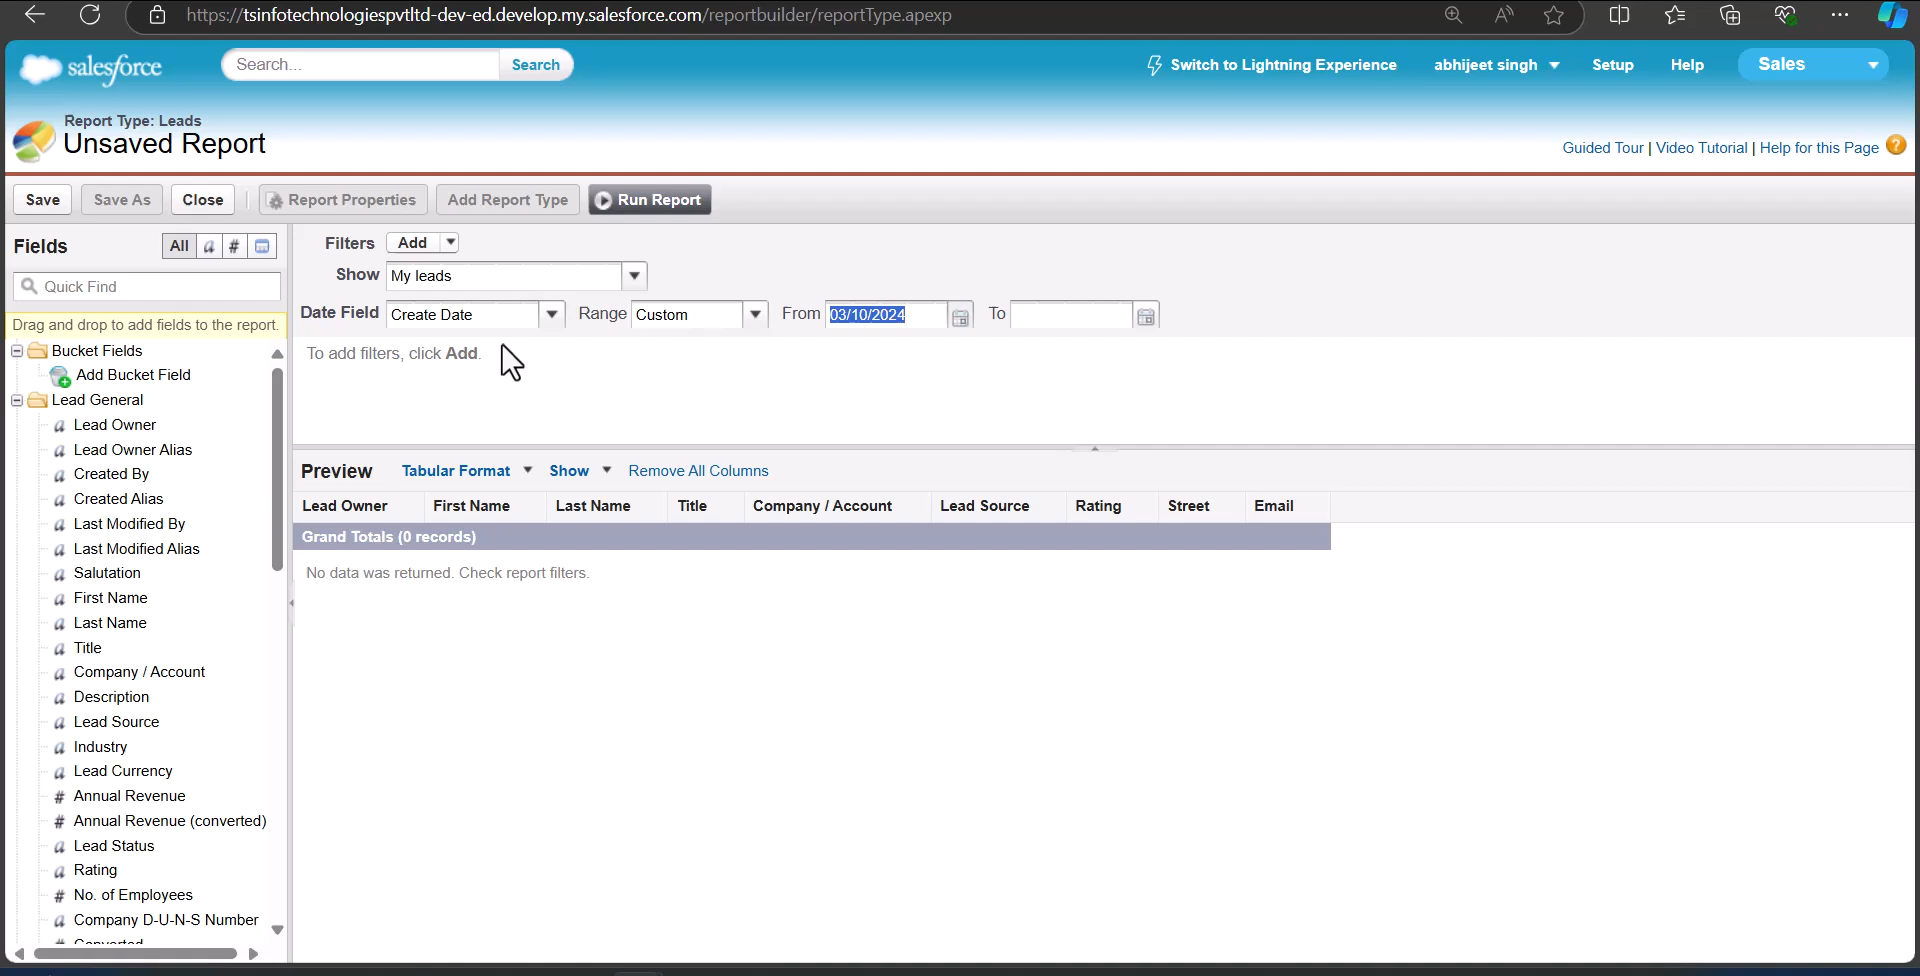 https://tsinfotechnologiespvtltd-dev-ed.develop.my.salesforce.com/reportbuilder/reportType.apexp
salesforce
Search...
Search
Switch to Lightning Experience
abhijeet singh
Setup
Help
Sales
Report Type: Leads
Unsaved Report
Guided Tour | Video Tutorial | Help for this Page ?
Save
Save As
Close
Report Properties
Add Report Type
Run Report
Fields
All
a
#
Quick Find
Drag and drop to add fields to the report.
Bucket Fields
Add Bucket Field
Lead General
a Lead Owner
a Lead Owner Alias
a Created By
a Created Alias
a Last Modified By
a Last Modified Alias
a Salutation
a First Name
a Last Name
a Title
a Company / Account
a Description
a Lead Source
a Industry
a Lead Currency
# Annual Revenue
# Annual Revenue (converted)
a Lead Status
a Rating
# No. of Employees
a Company D-U-N-S Number
# Converted
Filters Add
Show My leads
Date Field Create Date Range Custom From 03/10/2024 To
To add filters, click Add.
Preview Tabular Format Show Remove All Columns
Lead Owner First Name Last Name Title Company / Account Lead Source Rating Street Email
Grand Totals (0 records)
No data was returned. Check report filters.